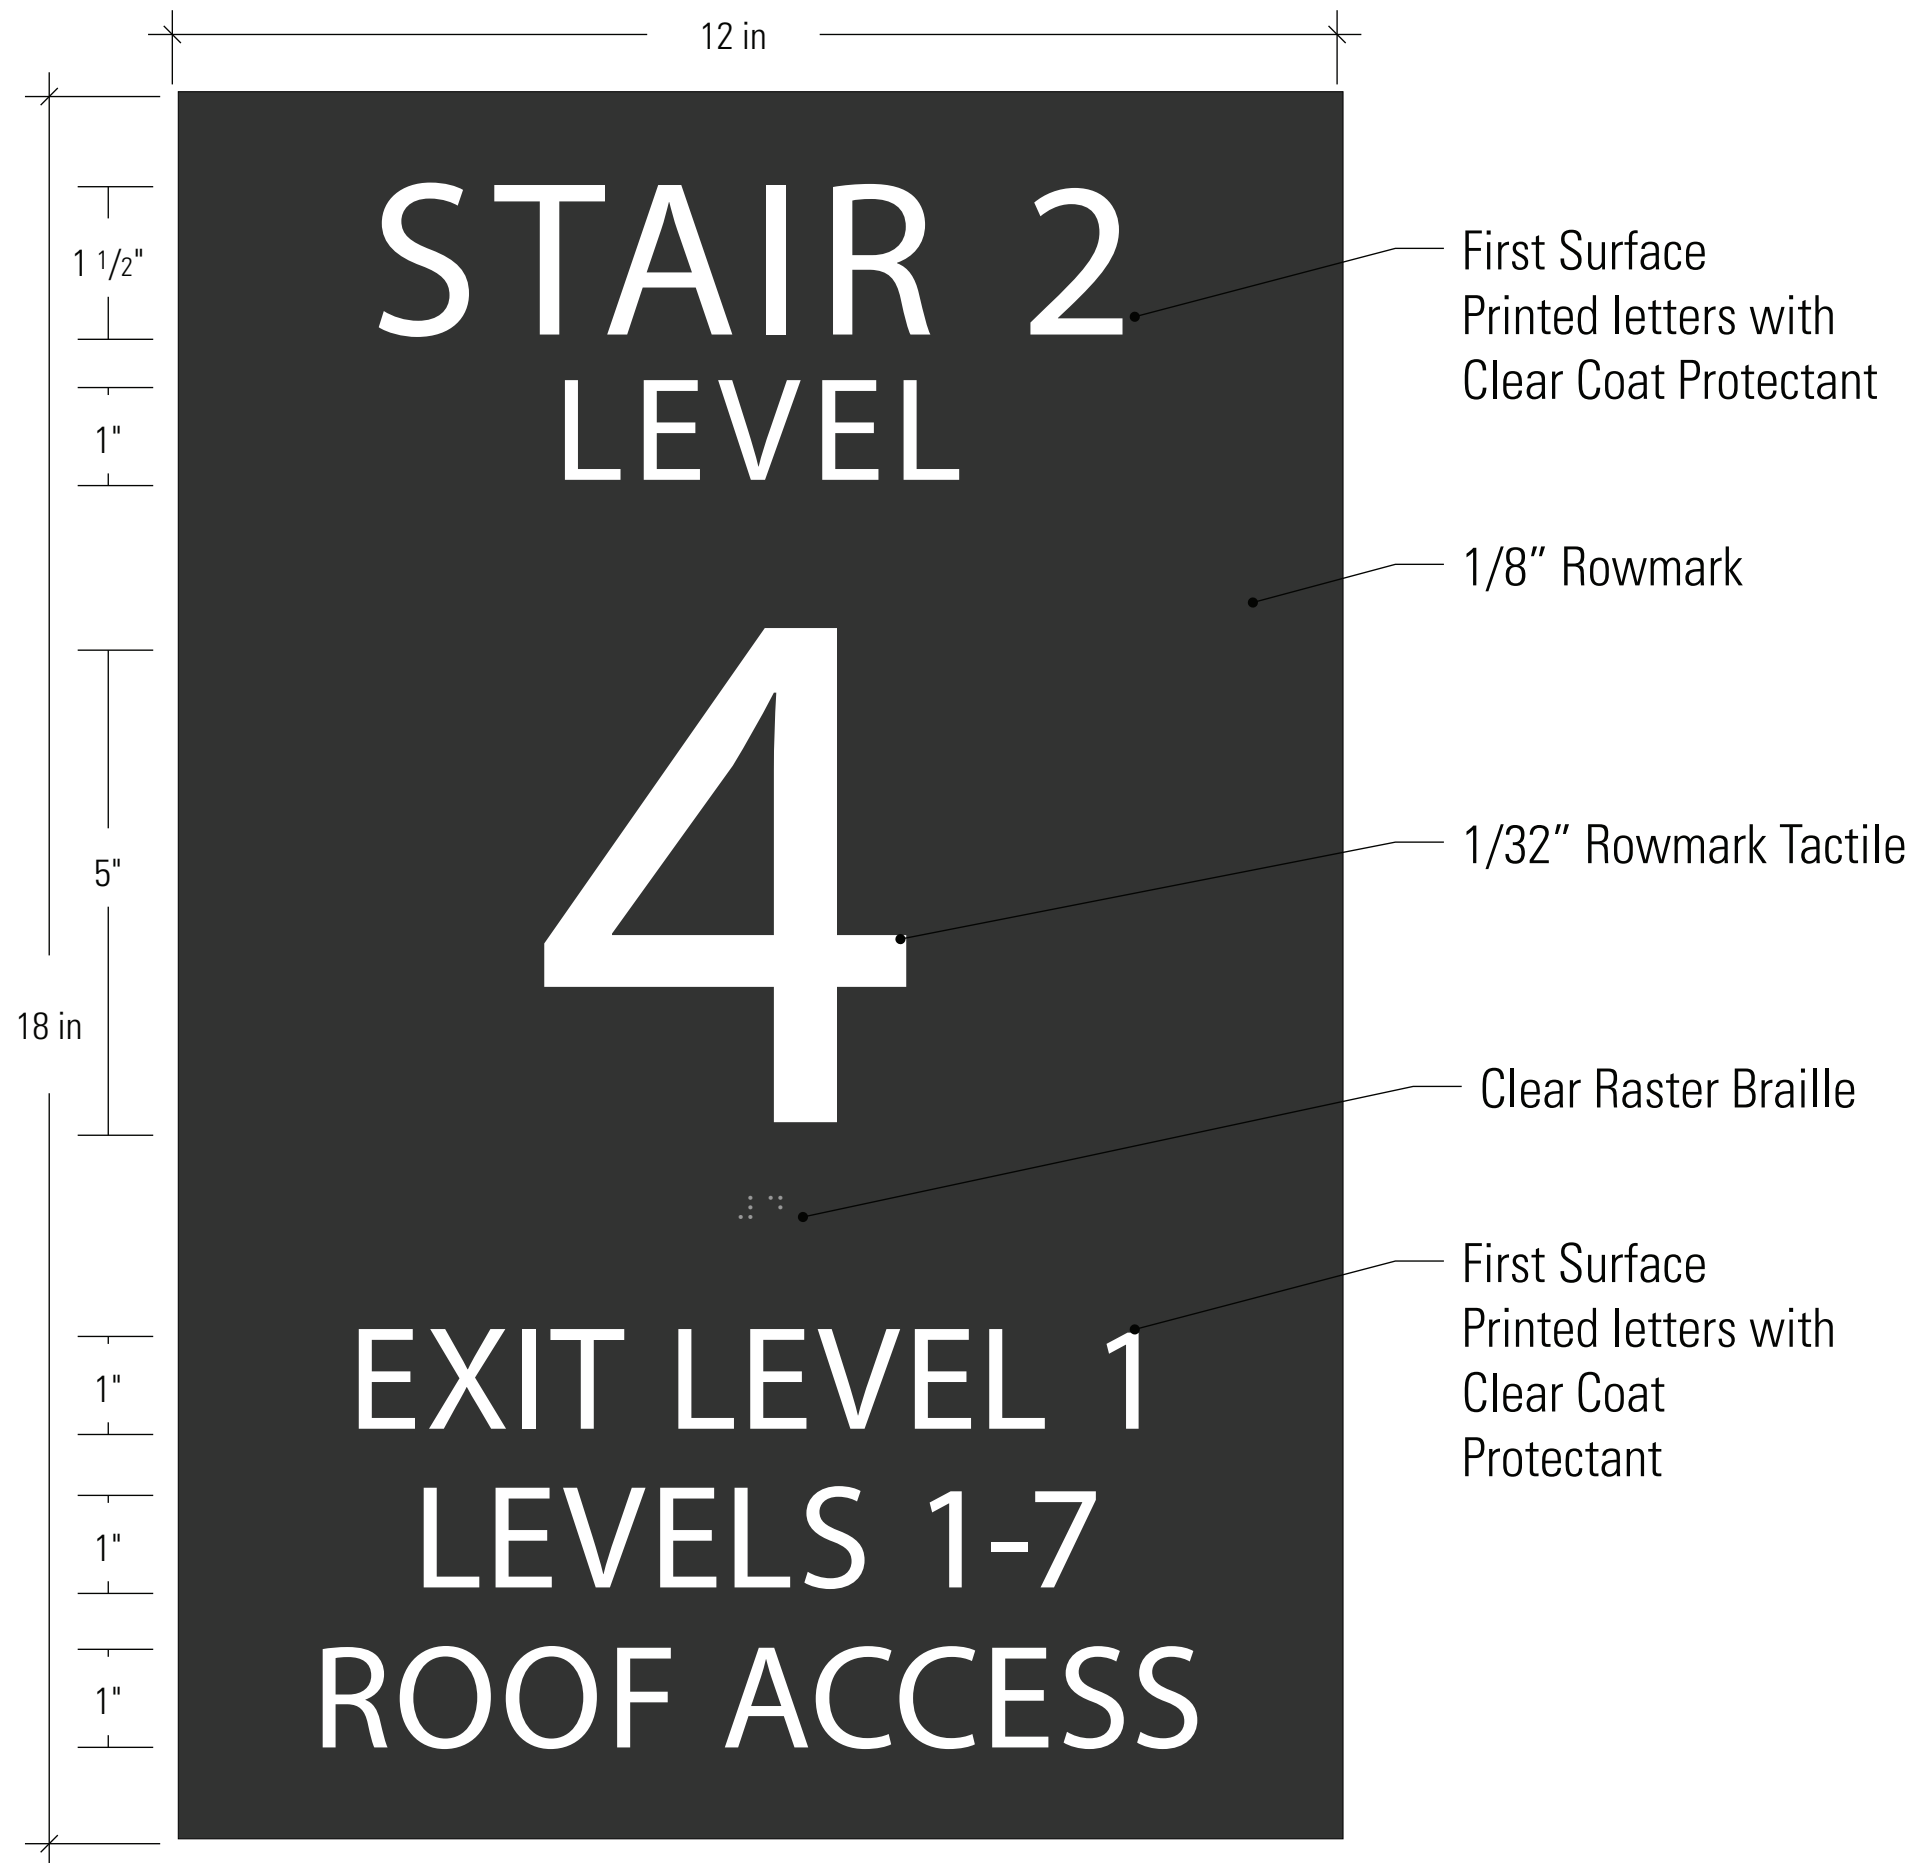 12 in
STAIR 2
1 1/2"
First Surface
Printed letters with
Clear Coat Protectant
LEVEL
1"
1/8” Rowmark
4
5"
1/32” Rowmark Tactile
18 in
Clear Raster Braille
⠼⠙
First Surface
Printed letters with
Clear Coat
Protectant
EXIT LEVEL 1
1"
LEVELS 1-7
1"
ROOF ACCESS
1"